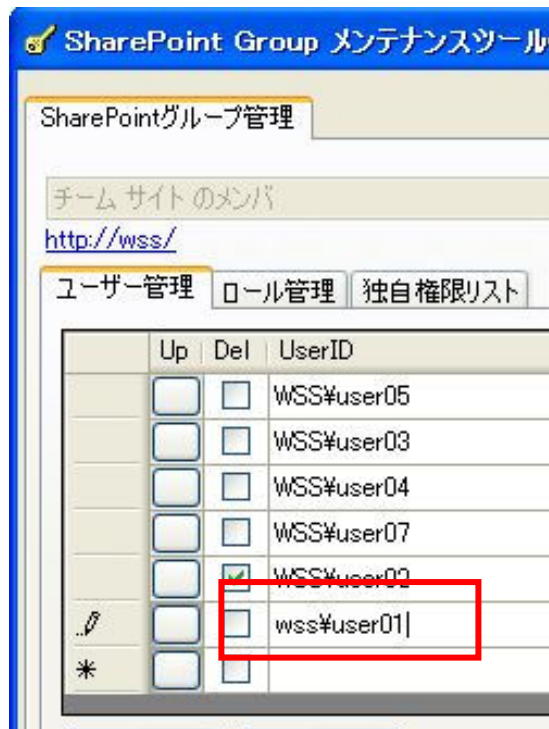 SharePoint Group メンテナンスツール
SharePointグループ管理
チーム サイト のメンバ
http://wss/
ユーザー管理 ロール管理 独自権限リスト
Up Del UserID
WSS¥user05
WSS¥user03
WSS¥user04
WSS¥user07
WSS¥user02
wss¥user01